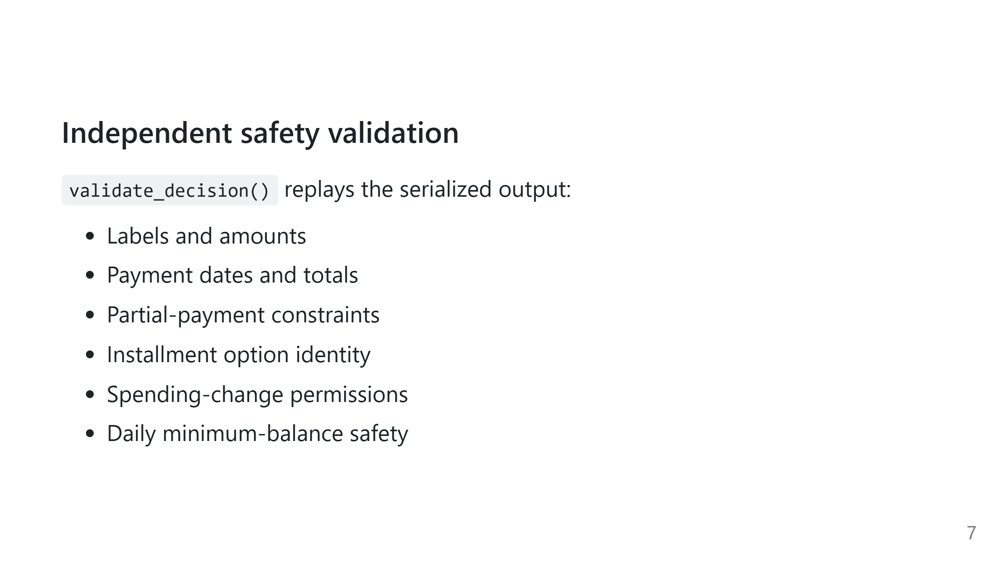 Independent safety validation
validate_decision() replays the serialized output:
• Labels and amounts
• Payment dates and totals
• Partial-payment constraints
• Installment option identity
• Spending-change permissions
• Daily minimum-balance safety
7